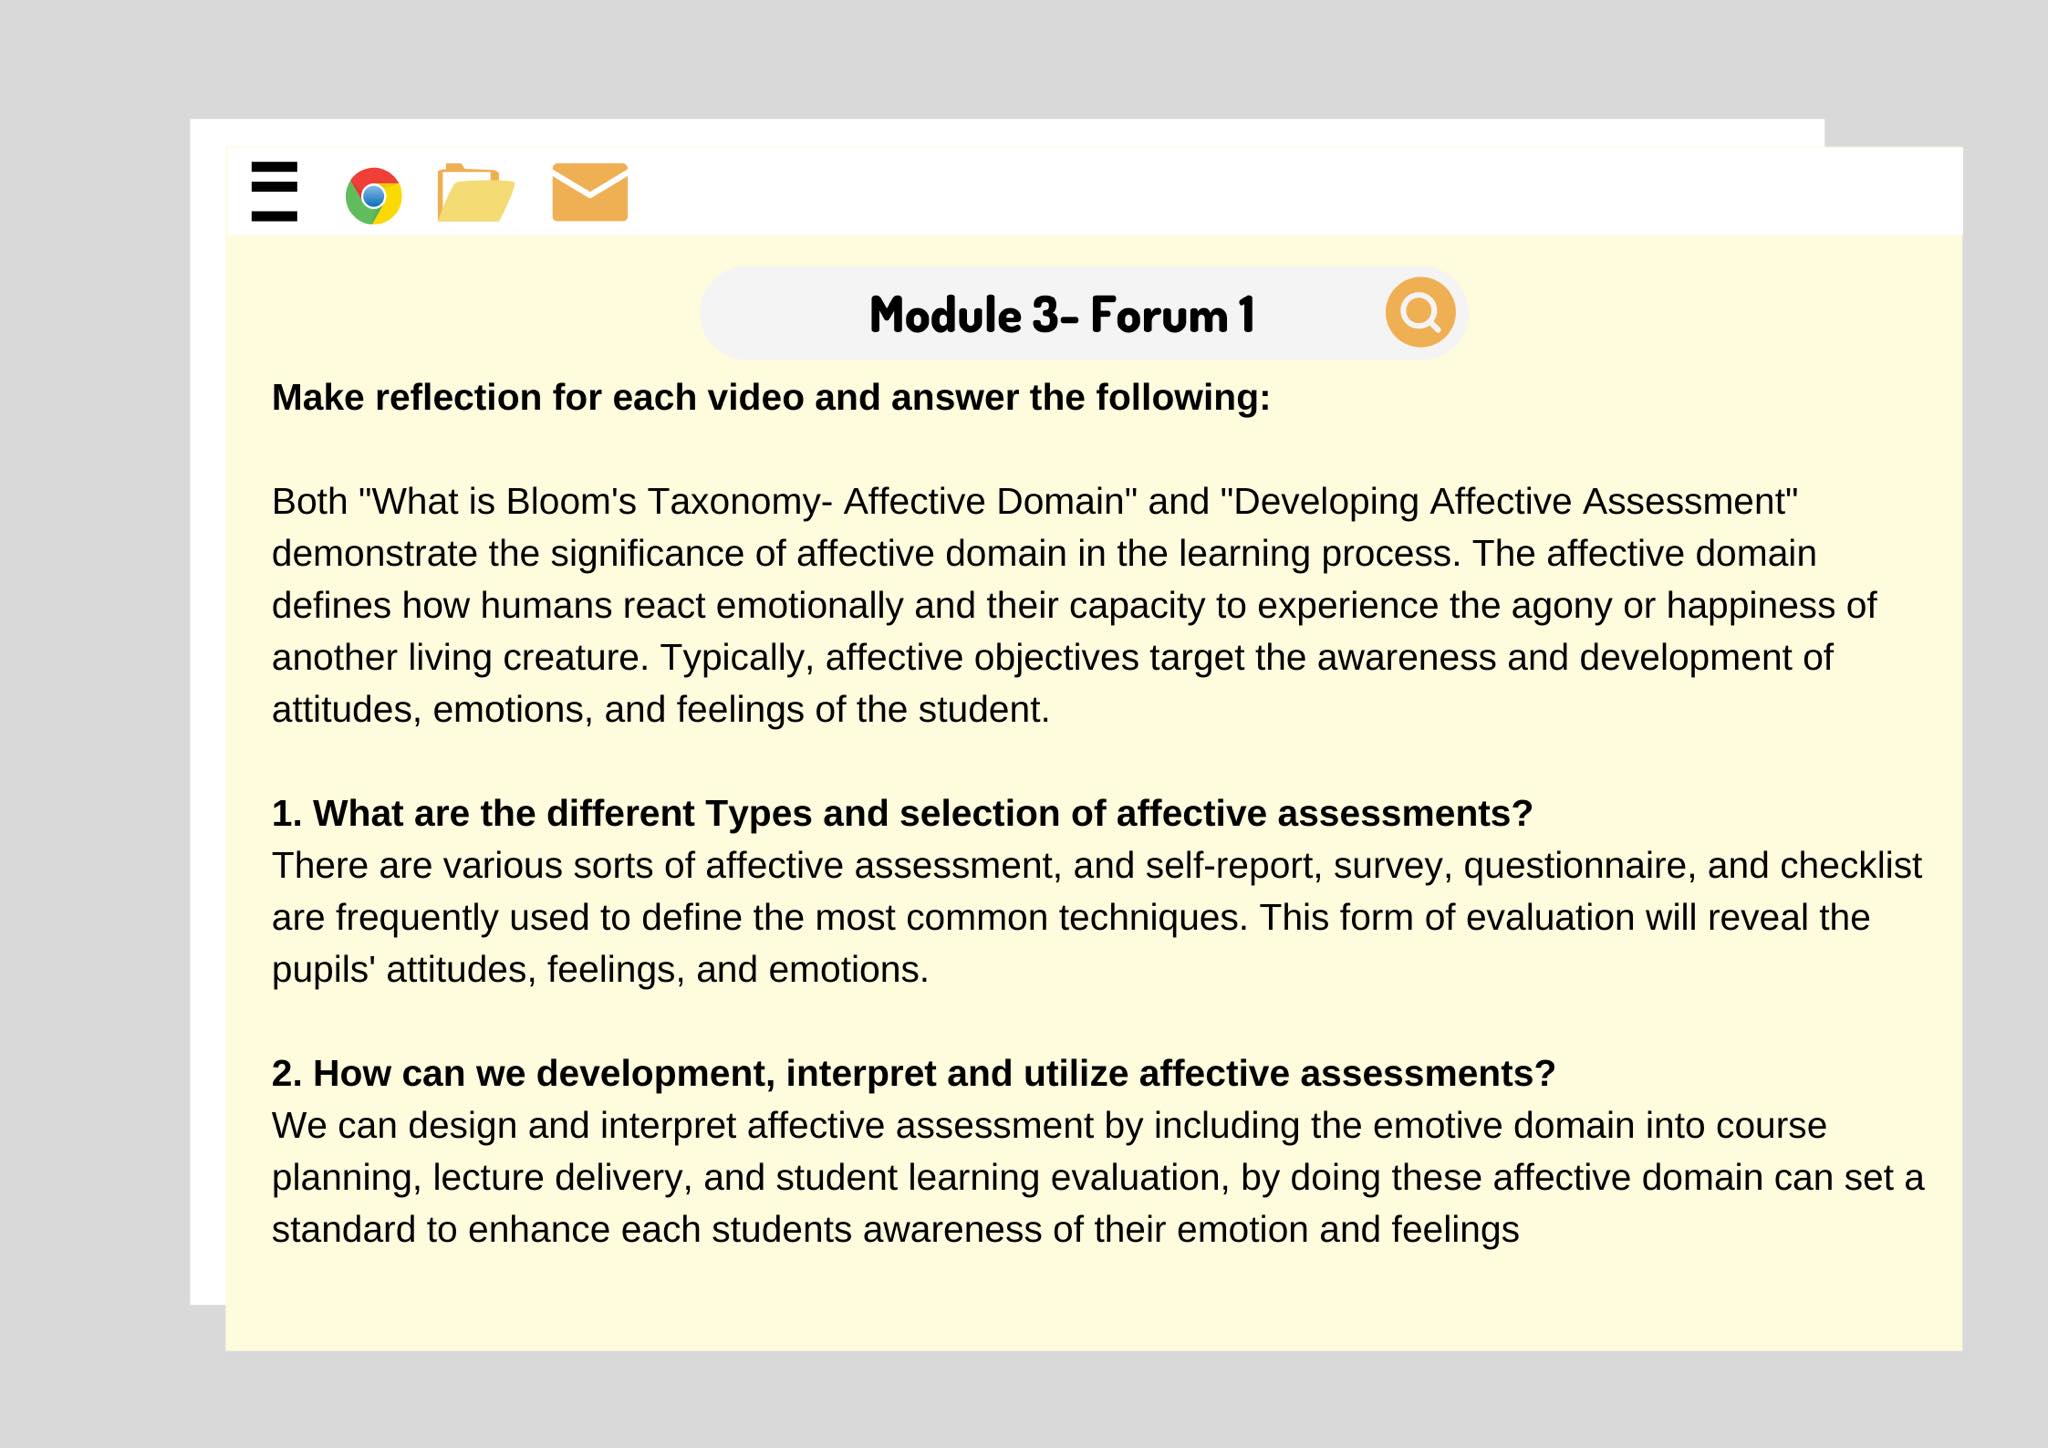 Module 3- Forum 1
Make reflection for each video and answer the following:
Both "What is Bloom's Taxonomy- Affective Domain" and "Developing Affective Assessment"
demonstrate the significance of affective domain in the learning process. The affective domain
defines how humans react emotionally and their capacity to experience the agony or happiness of
another living creature. Typically, affective objectives target the awareness and development of
attitudes, emotions, and feelings of the student.
1. What are the different Types and selection of affective assessments?
There are various sorts of affective assessment, and self-report, survey, questionnaire, and checklist
are frequently used to define the most common techniques. This form of evaluation will reveal the
pupils' attitudes, feelings, and emotions.
2. How can we development, interpret and utilize affective assessments?
We can design and interpret affective assessment by including the emotive domain into course
planning, lecture delivery, and student learning evaluation, by doing these affective domain can set a
standard to enhance each students awareness of their emotion and feelings